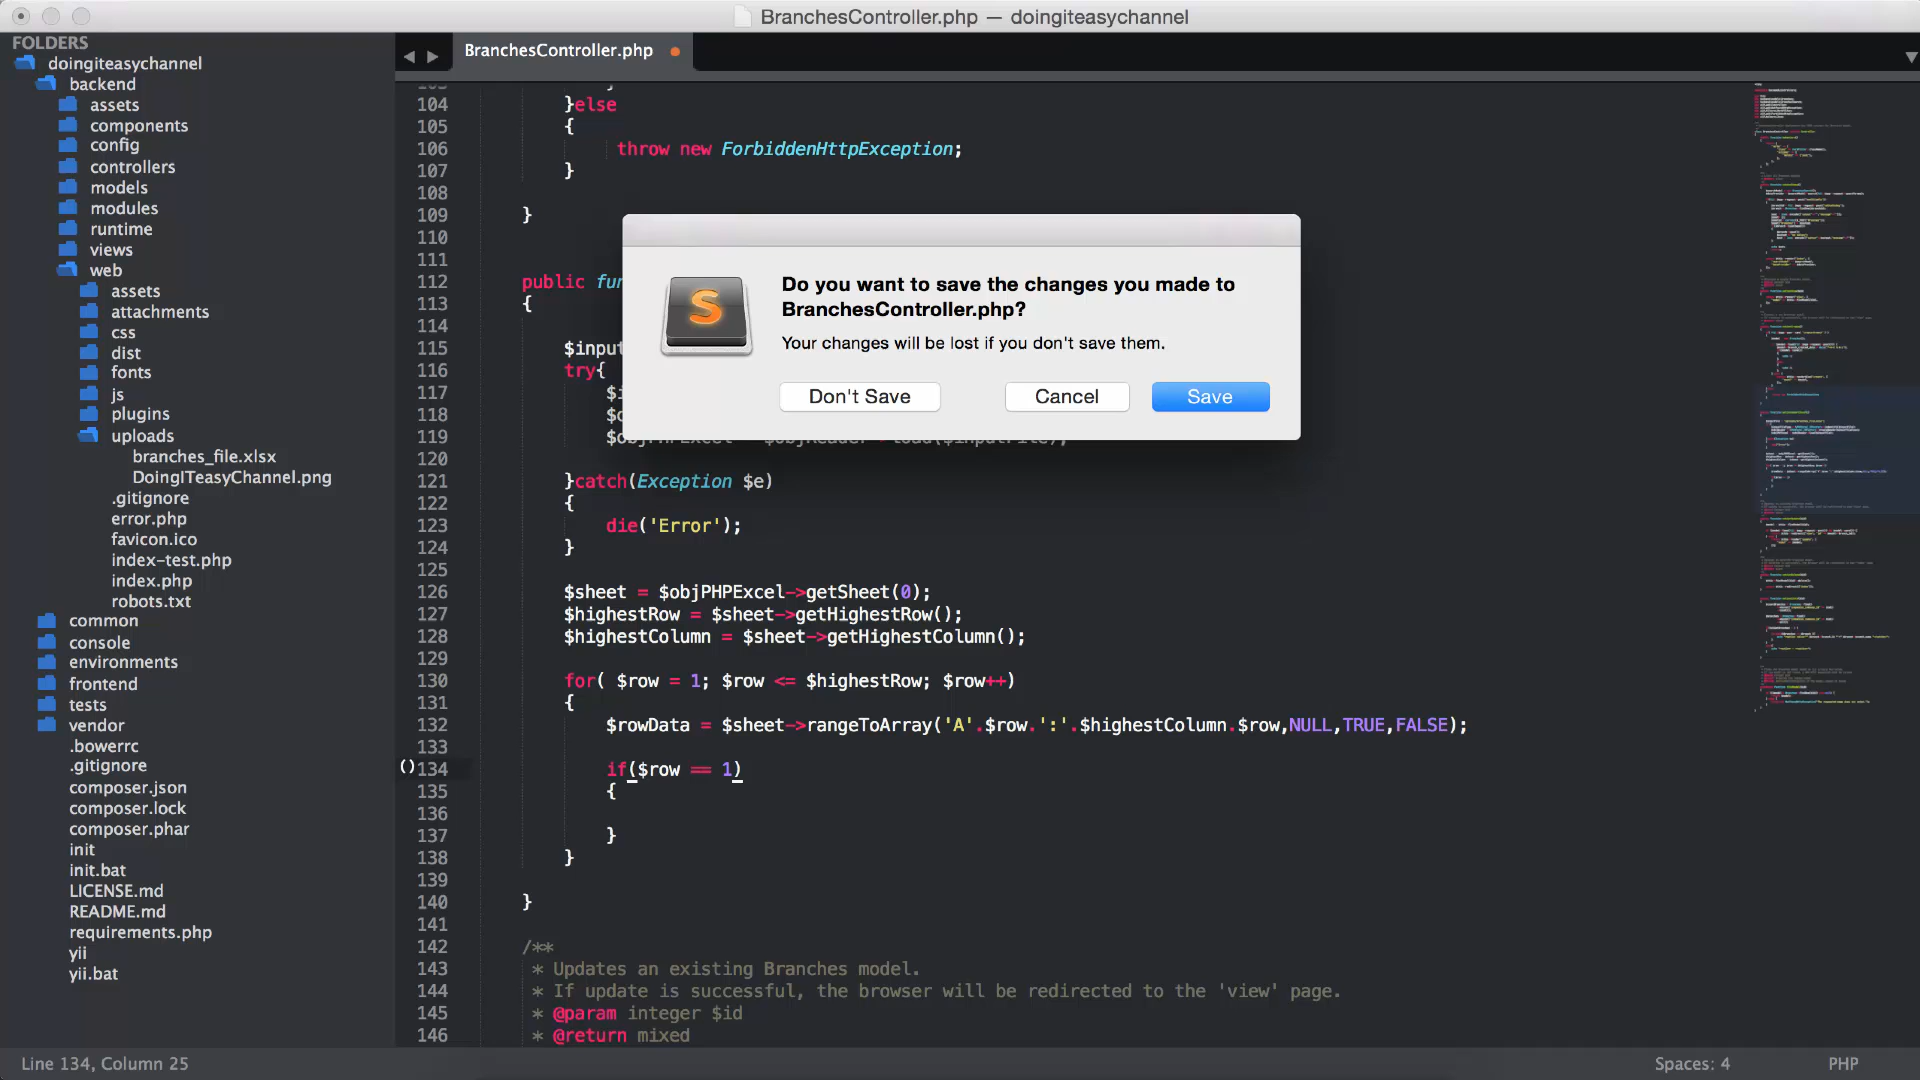 BranchesController.php — doingiteasychannel
FOLDERS
doingiteasychannel
backend
assets
components
config
controllers
models
modules
runtime
views
web
assets
attachments
css
dist
fonts
js
plugins
uploads
branches_file.xlsx
DoingITeasyChannel.png
.gitignore
error.php
favicon.ico
index-test.php
index.php
robots.txt
common
console
environments
frontend
tests
vendor
.bowerrc
.gitignore
composer.json
composer.lock
composer.phar
init
init.bat
LICENSE.md
README.md
requirements.php
yii
yii.bat
BranchesController.php
104 }else
105 {
106 throw new ForbiddenHttpException;
107 }
108
109 }
110
111
112 public fun
113 {
114
115 $input
116 try{
117 $i
118
119
120
121 }catch(Exception $e)
122 {
123 die('Error');
124 }
125
126 $sheet = $objPHPExcel->getSheet(0);
127 $highestRow = $sheet->getHighestRow();
128 $highestColumn = $sheet->getHighestColumn();
129
130 for( $row = 1; $row <= $highestRow; $row++)
131 {
132 $rowData = $sheet->rangeToArray('A'.$row.':'.$highestColumn.$row,NULL,TRUE,FALSE);
133
()134 if($row == 1)
135 {
136
137 }
138 }
139
140 }
141
142 /**
143 * Updates an existing Branches model.
144 * If update is successful, the browser will be redirected to the 'view' page.
145 * @param integer $id
146 * @return mixed
Do you want to save the changes you made to
BranchesController.php?
Your changes will be lost if you don't save them.
Don't Save Cancel Save
Line 134, Column 25 Spaces: 4 PHP